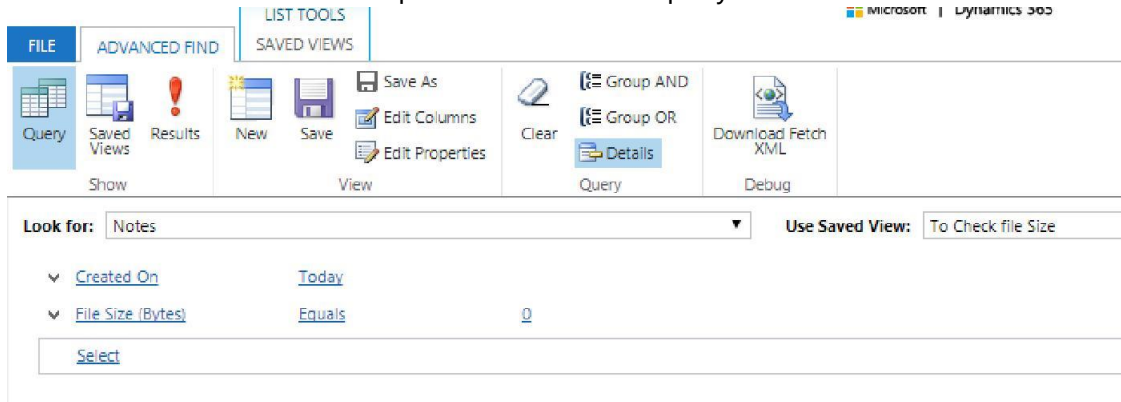 LIST TOOLS
Microsoft | Dynamics 365
FILE
ADVANCED FIND
SAVED VIEWS
Query
Saved Views
Results
New
Save
Save As
Edit Columns
Edit Properties
Clear
Group AND
Group OR
Details
Download Fetch XML
Show
View
Query
Debug
Look for: Notes
Use Saved View: To Check file Size
Created On Today
File Size (Bytes) Equals 0
Select